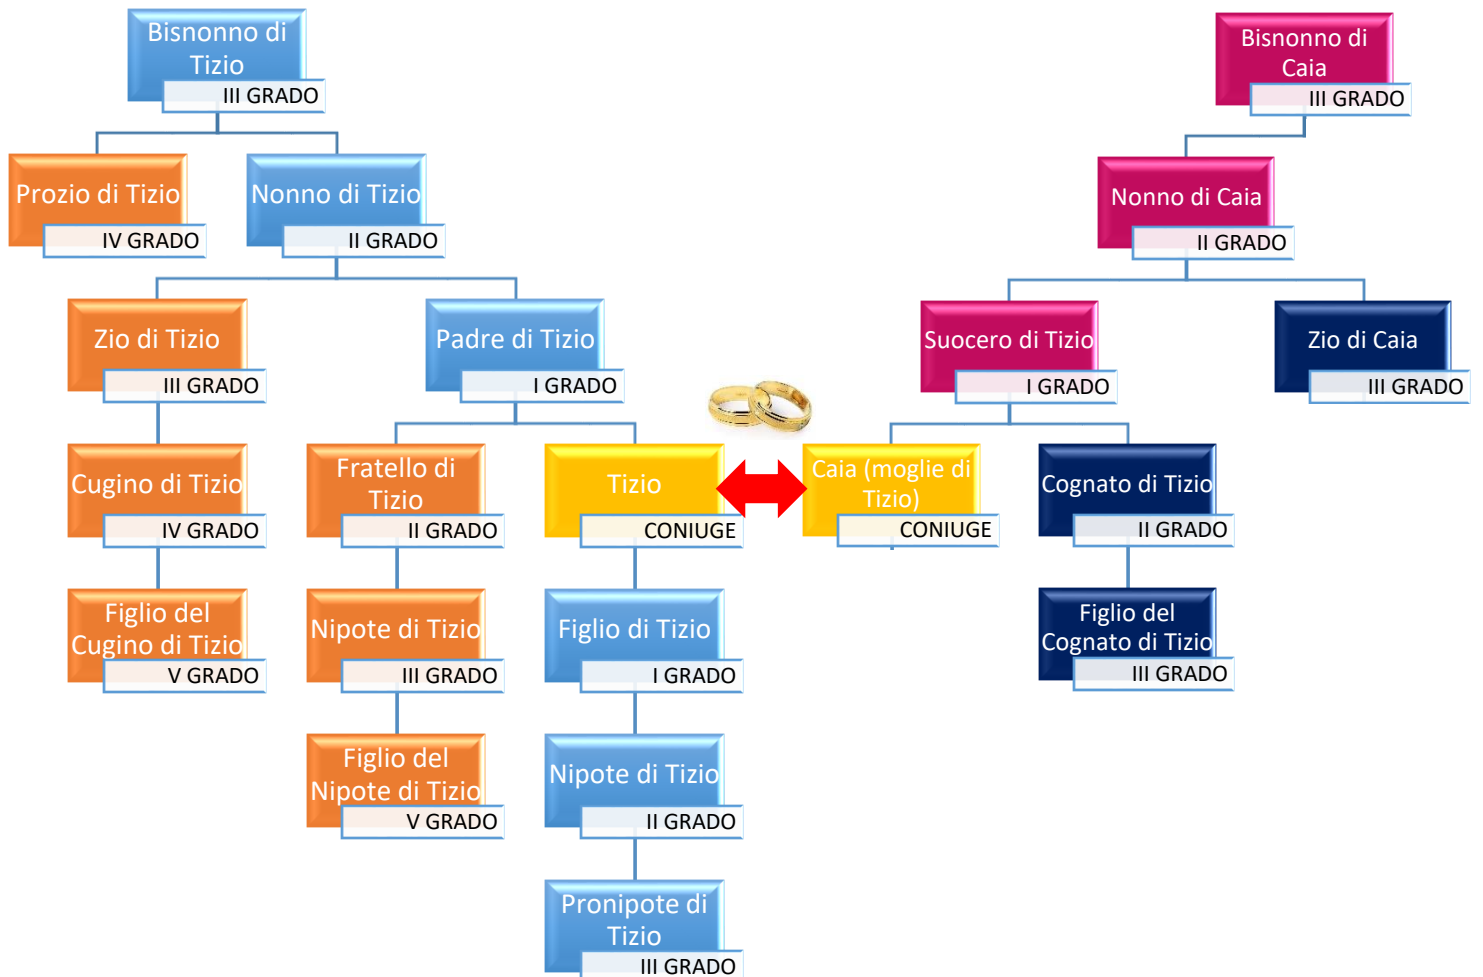 Bisnonno di
Tizio
III GRADO
Bisnonno di
Caia
III GRADO
Prozio di Tizio
IV GRADO
Nonno di Tizio
II GRADO
Nonno di Caia
II GRADO
Zio di Tizio
III GRADO
Padre di Tizio
I GRADO
Suocero di Tizio
I GRADO
Zio di Caia
III GRADO
Cugino di Tizio
IV GRADO
Fratello di
Tizio
II GRADO
Tizio
CONIUGE
Caia (moglie di
Tizio)
CONIUGE
Cognato di Tizio
II GRADO
Figlio del
Cugino di Tizio
V GRADO
Nipote di Tizio
III GRADO
Figlio di Tizio
I GRADO
Figlio del
Cognato di Tizio
III GRADO
Figlio del
Nipote di Tizio
V GRADO
Nipote di Tizio
II GRADO
Pronipote di
Tizio
III GRADO